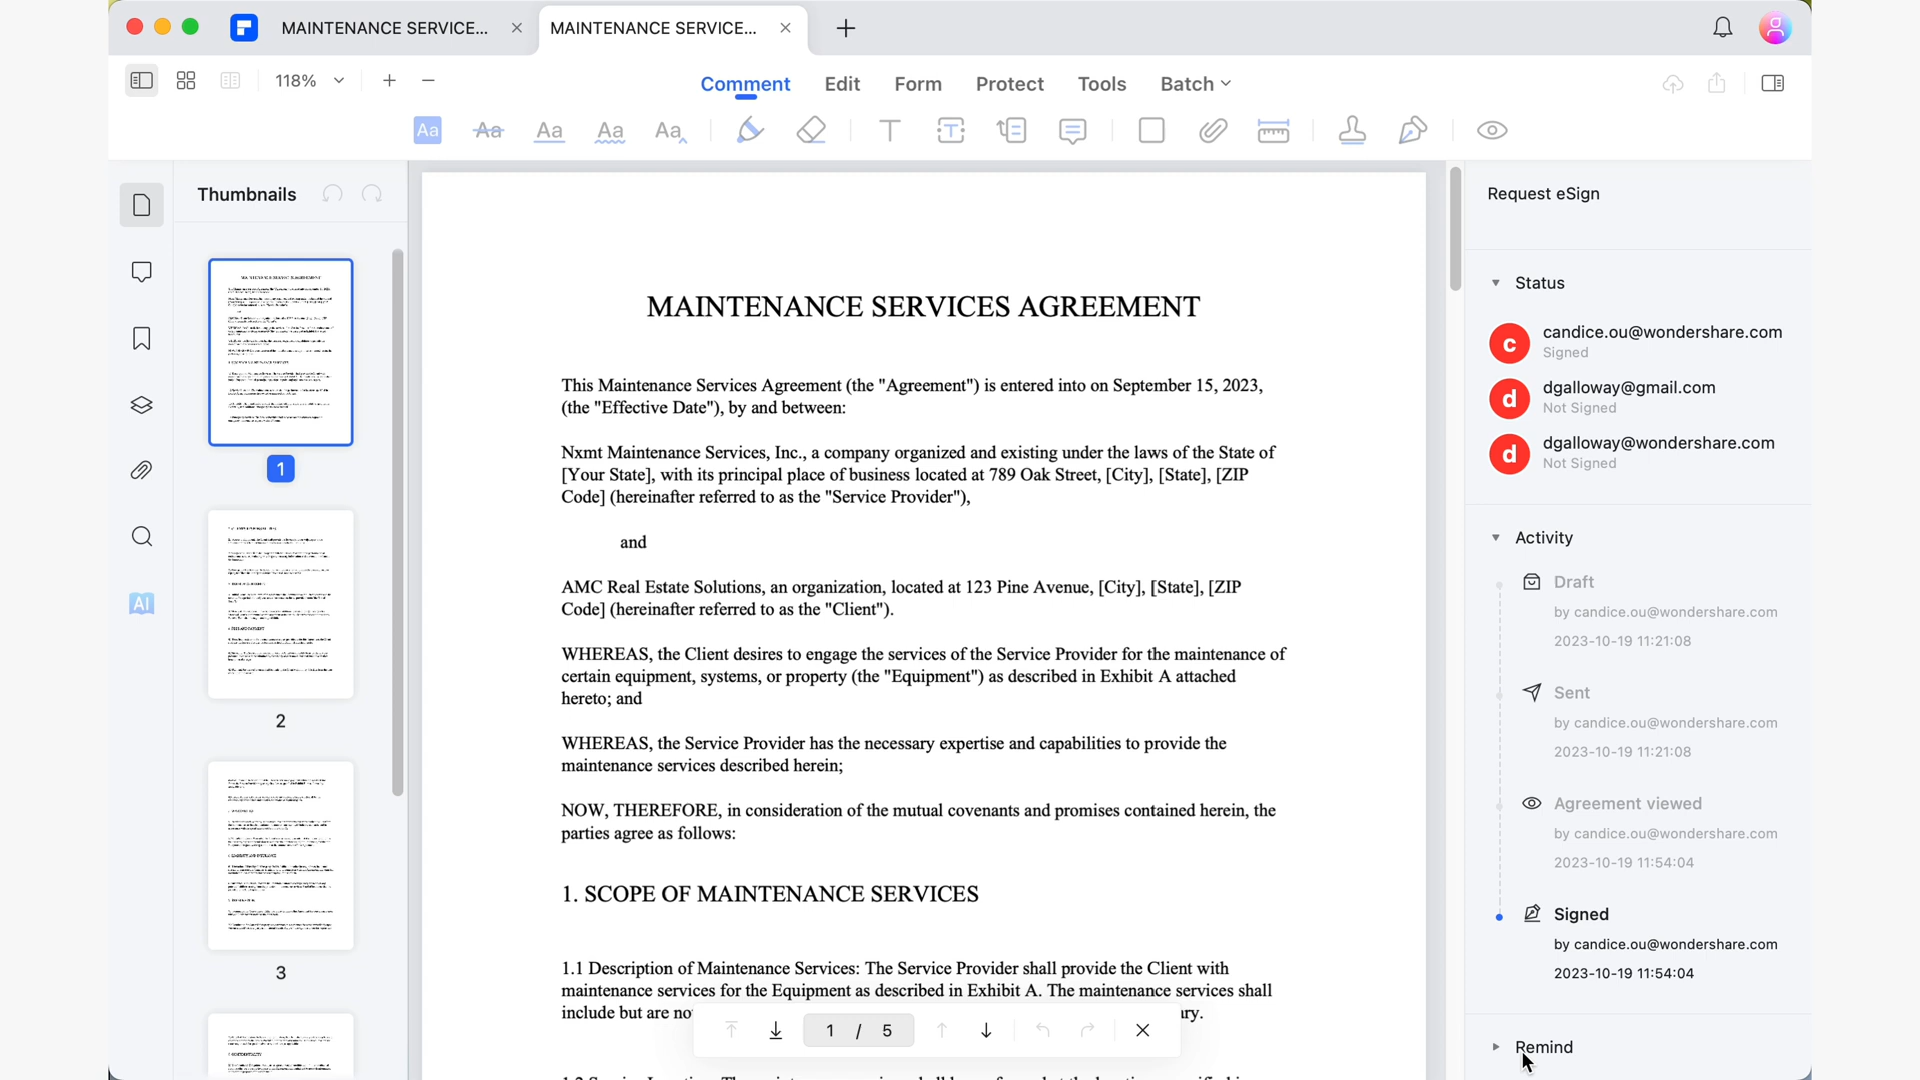 MAINTENANCE SERVICE...
MAINTENANCE SERVICE...
118%
Comment
Edit
Form
Protect
Tools
Batch
Aa
Aa
Aa
Aa
Aa
T
T
Thumbnails
1
2
3
AI
MAINTENANCE SERVICES AGREEMENT
This Maintenance Services Agreement (the "Agreement") is entered into on September 15, 2023,
(the "Effective Date"), by and between:
Nxmt Maintenance Services, Inc., a company organized and existing under the laws of the State of
[Your State], with its principal place of business located at 789 Oak Street, [City], [State], [ZIP
Code] (hereinafter referred to as the "Service Provider"),
and
AMC Real Estate Solutions, an organization, located at 123 Pine Avenue, [City], [State], [ZIP
Code] (hereinafter referred to as the "Client").
WHEREAS, the Client desires to engage the services of the Service Provider for the maintenance of
certain equipment, systems, or property (the "Equipment") as described in Exhibit A attached
hereto; and
WHEREAS, the Service Provider has the necessary expertise and capabilities to provide the
maintenance services described herein;
NOW, THEREFORE, in consideration of the mutual covenants and promises contained herein, the
parties agree as follows:
1. SCOPE OF MAINTENANCE SERVICES
1.1 Description of Maintenance Services: The Service Provider shall provide the Client with
maintenance services for the Equipment as described in Exhibit A. The maintenance services shall
include but are no
1 / 5
Request eSign
Status
c
candice.ou@wondershare.com
Signed
d
dgalloway@gmail.com
Not Signed
d
dgalloway@wondershare.com
Not Signed
Activity
Draft
by candice.ou@wondershare.com
2023-10-19 11:21:08
Sent
by candice.ou@wondershare.com
2023-10-19 11:21:08
Agreement viewed
by candice.ou@wondershare.com
2023-10-19 11:54:04
Signed
by candice.ou@wondershare.com
2023-10-19 11:54:04
Remind